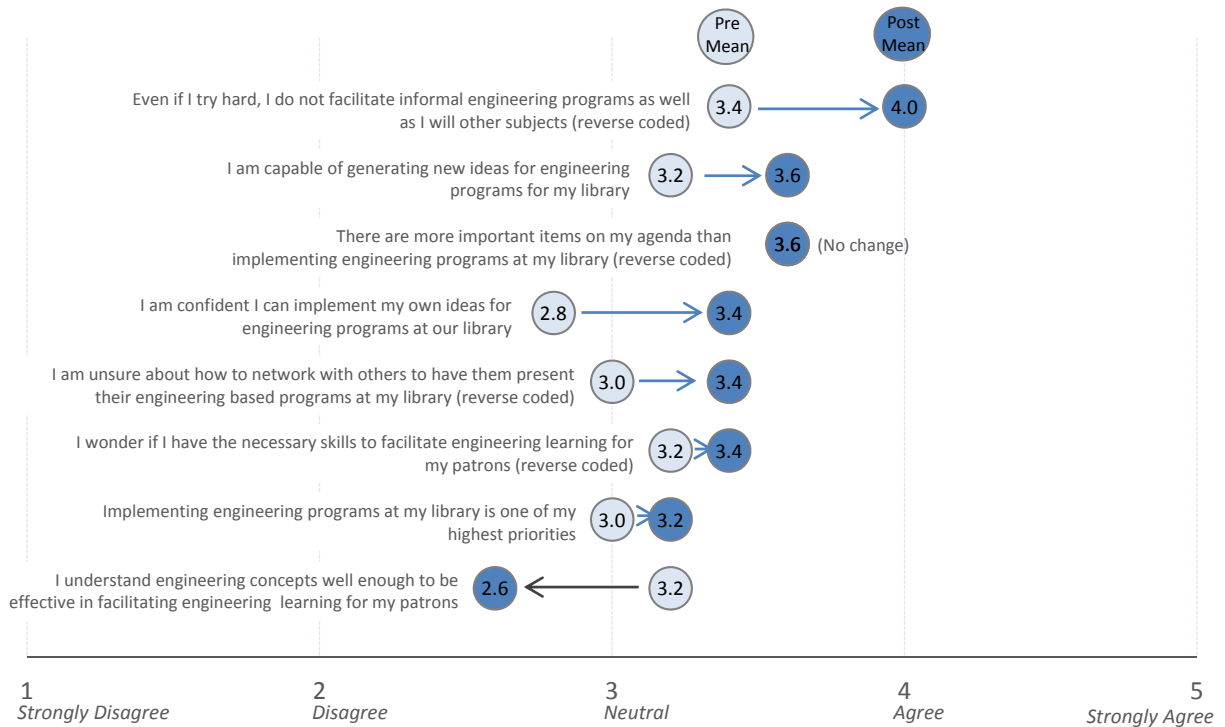 Pre
Mean
Post
Mean
Even if I try hard, I do not facilitate informal engineering programs as well
as I will other subjects (reverse coded)
3.4
4.0
I am capable of generating new ideas for engineering
programs for my library
3.2
3.6
There are more important items on my agenda than
implementing engineering programs at my library (reverse coded)
3.6 (No change)
I am confident I can implement my own ideas for
engineering programs at our library
2.8
3.4
I am unsure about how to network with others to have them present
their engineering based programs at my library (reverse coded)
3.0
3.4
I wonder if I have the necessary skills to facilitate engineering learning for
my patrons (reverse coded)
3.2
3.4
Implementing engineering programs at my library is one of my
highest priorities
3.0
3.2
I understand engineering concepts well enough to be
effective in facilitating engineering learning for my patrons
2.6
3.2
1 2 3 4 5
Strongly Disagree Disagree Neutral Agree Strongly Agree